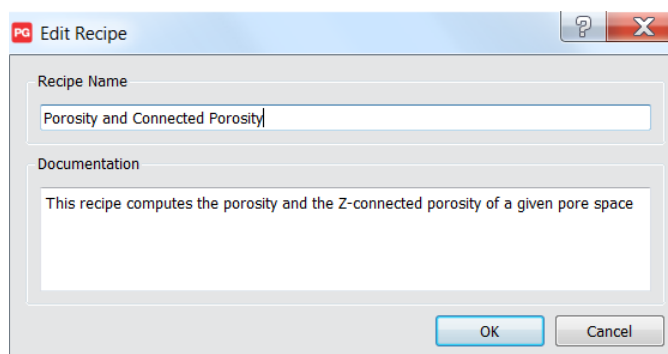 PG Edit Recipe
?
X
Recipe Name
Porosity and Connected Porosity
Documentation
This recipe computes the porosity and the Z-connected porosity of a given pore space
OK Cancel